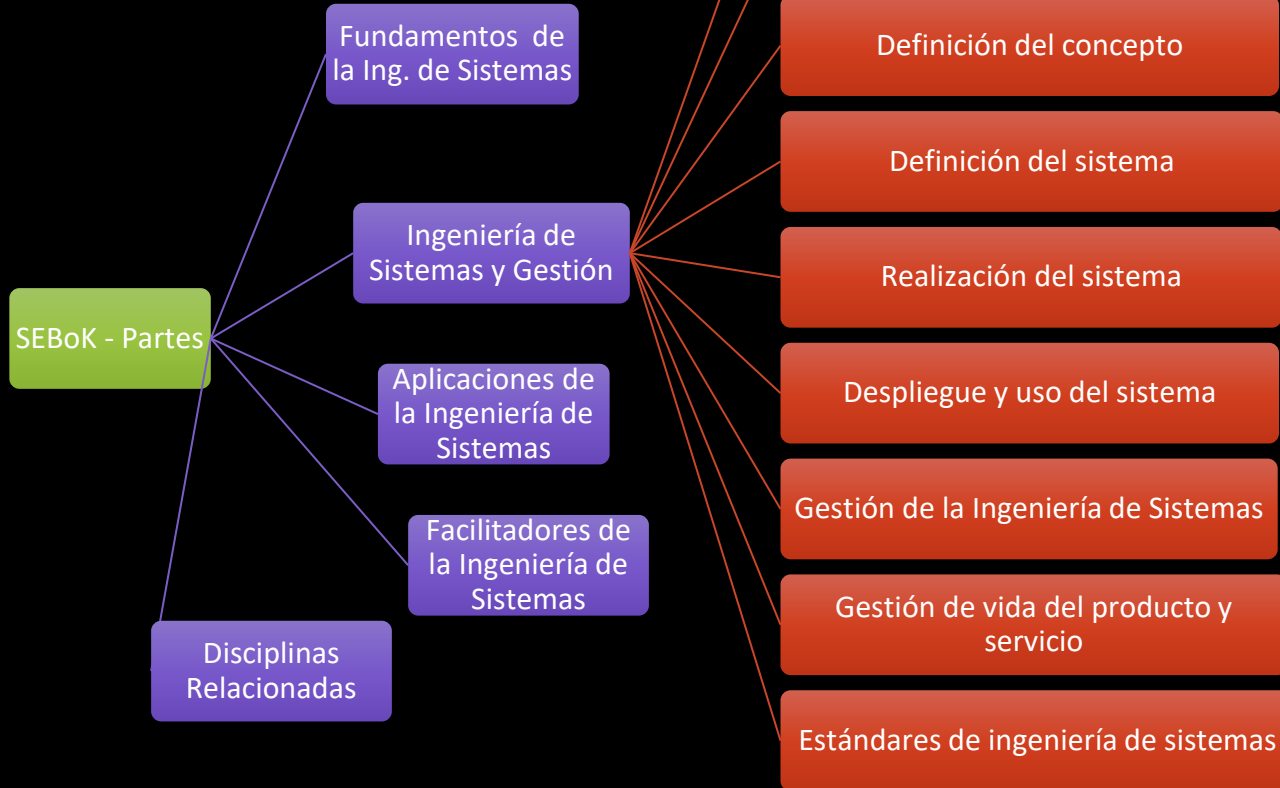 SEBoK - Partes
Fundamentos de
la Ing. de Sistemas
Ingeniería de
Sistemas y Gestión
Aplicaciones de
la Ingeniería de
Sistemas
Facilitadores de
la Ingeniería de
Sistemas
Disciplinas
Relacionadas
Definición del concepto
Definición del sistema
Realización del sistema
Despliegue y uso del sistema
Gestión de la Ingeniería de Sistemas
Gestión de vida del producto y
servicio
Estándares de ingeniería de sistemas